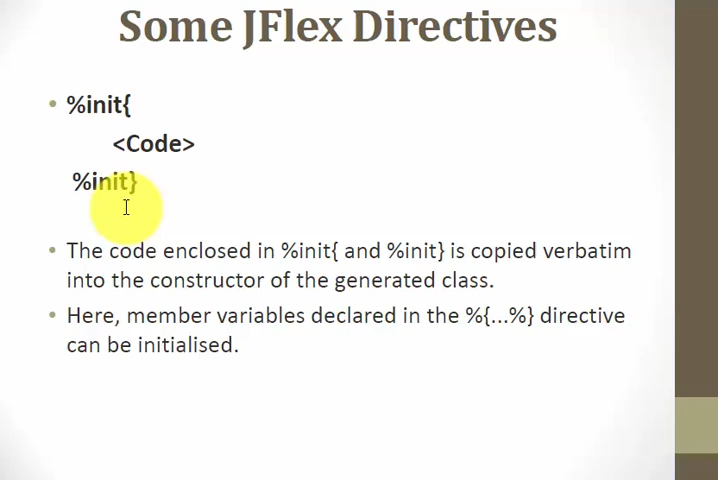 Some JFlex Directives
• %init{
<Code>
%init}
• The code enclosed in %init{ and %init} is copied verbatim
into the constructor of the generated class.
• Here, member variables declared in the %{...%} directive
can be initialised.